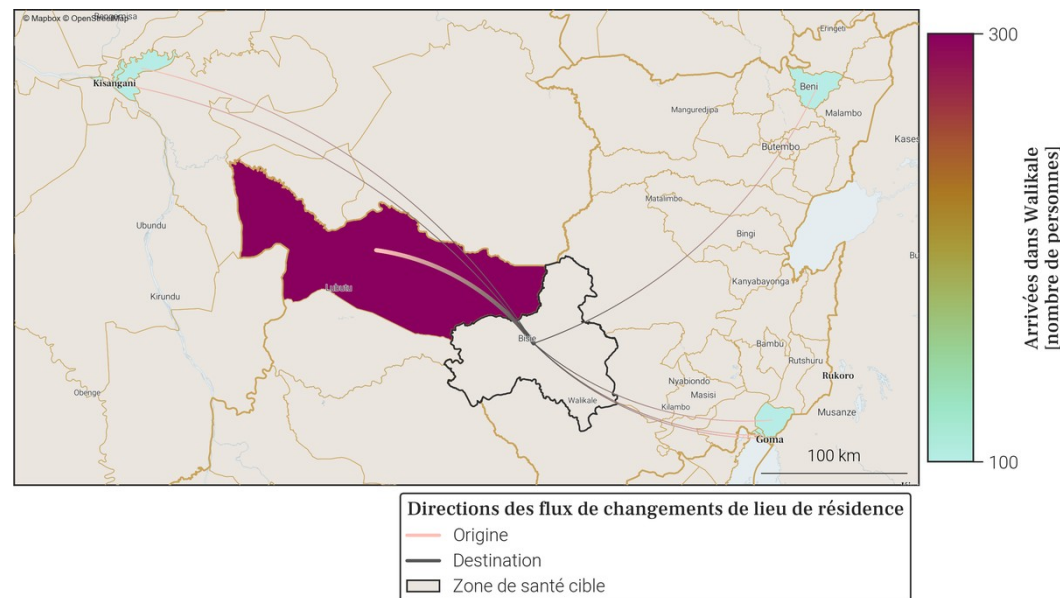 © Mapbox © OpenStreetMap
Kisangani
Ubundu
Kirundu
Lubutu
Obenge
Bisie
Walikale
Eringeti
Beni
Manguredjipa
Malambo
Butembo
Matalimbo
Bingi
Kanyabayonga
Bambu
Rutshuru
Nyabiondo
Masisi
Kilambo
Rukoro
Musanze
Goma
100 km
300
100
Arrivées dans Walikale
[nombre de personnes]
Directions des flux de changements de lieu de résidence
Origine
Destination
Zone de santé cible